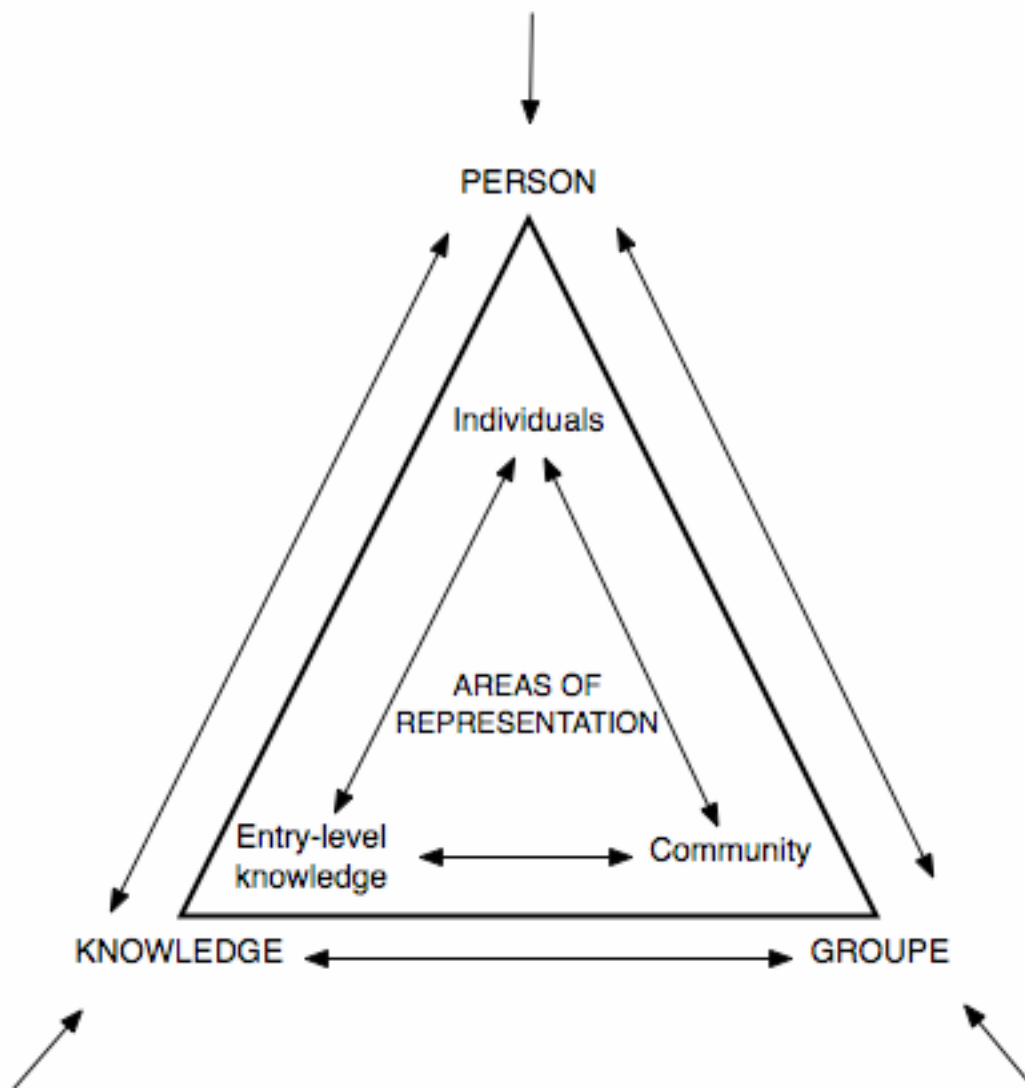 PERSON
Individuals
AREAS OF
REPRESENTATION
Entry-level
knowledge
Community
KNOWLEDGE
GROUPE